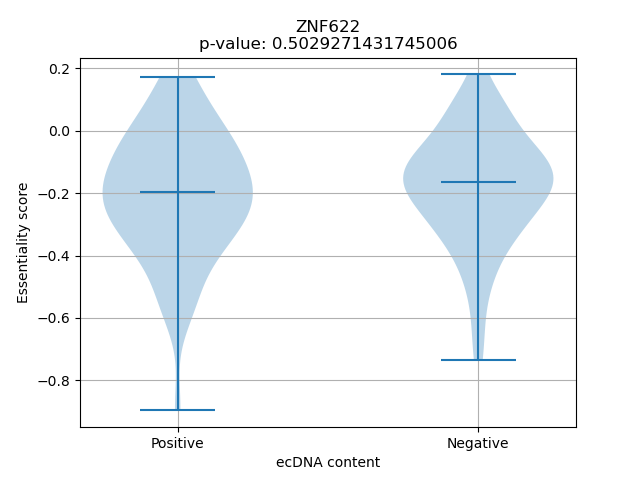 ZNF622
p-value: 0.5029271431745006
Essentiality score
0.2
0.0
−0.2
−0.4
−0.6
−0.8
Positive
Negative
ecDNA content